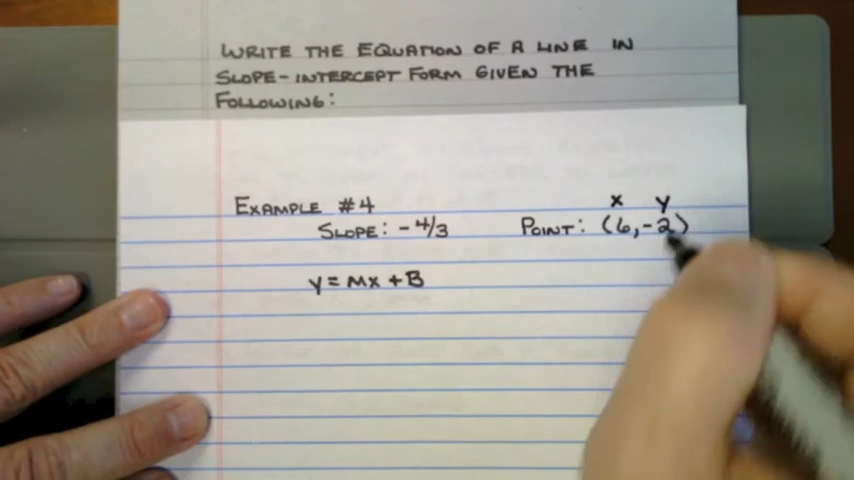 WRITE THE EQUATION OF A LINE IN
SLOPE-INTERCEPT FORM GIVEN THE
FOLLOWING:
EXAMPLE #4
x y
SLOPE: -4/3 POINT: (6,-2)
y = mx + B